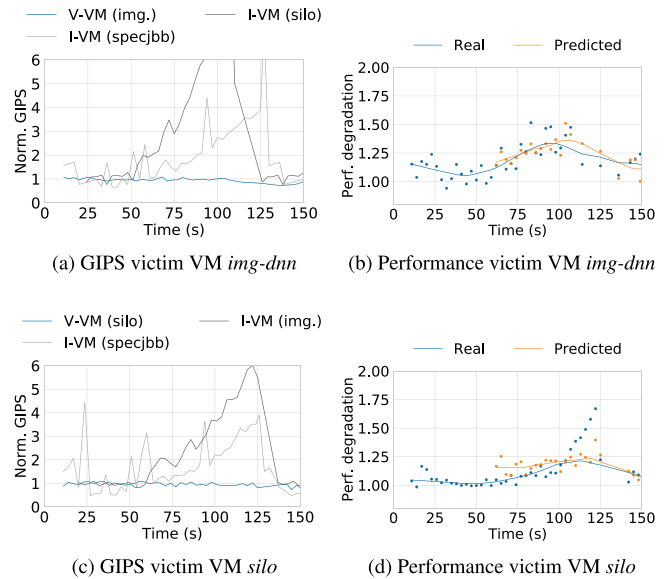 V-VM (img.) I-VM (silo)
I-VM (specjbb)
6
5
4
3
2
1
0
Norm. GIPS
0 25 50 75 100 125 150
Time (s)
(a) GIPS victim VM img-dnn
Real Predicted
2.00
1.75
1.50
1.25
1.00
Perf. degradation
0 25 50 75 100 125 150
Time (s)
(b) Performance victim VM img-dnn
V-VM (silo) I-VM (img.)
I-VM (specjbb)
6
5
4
3
2
1
0
Norm. GIPS
0 25 50 75 100 125 150
Time (s)
(c) GIPS victim VM silo
Real Predicted
2.00
1.75
1.50
1.25
1.00
Perf. degradation
0 25 50 75 100 125 150
Time (s)
(d) Performance victim VM silo